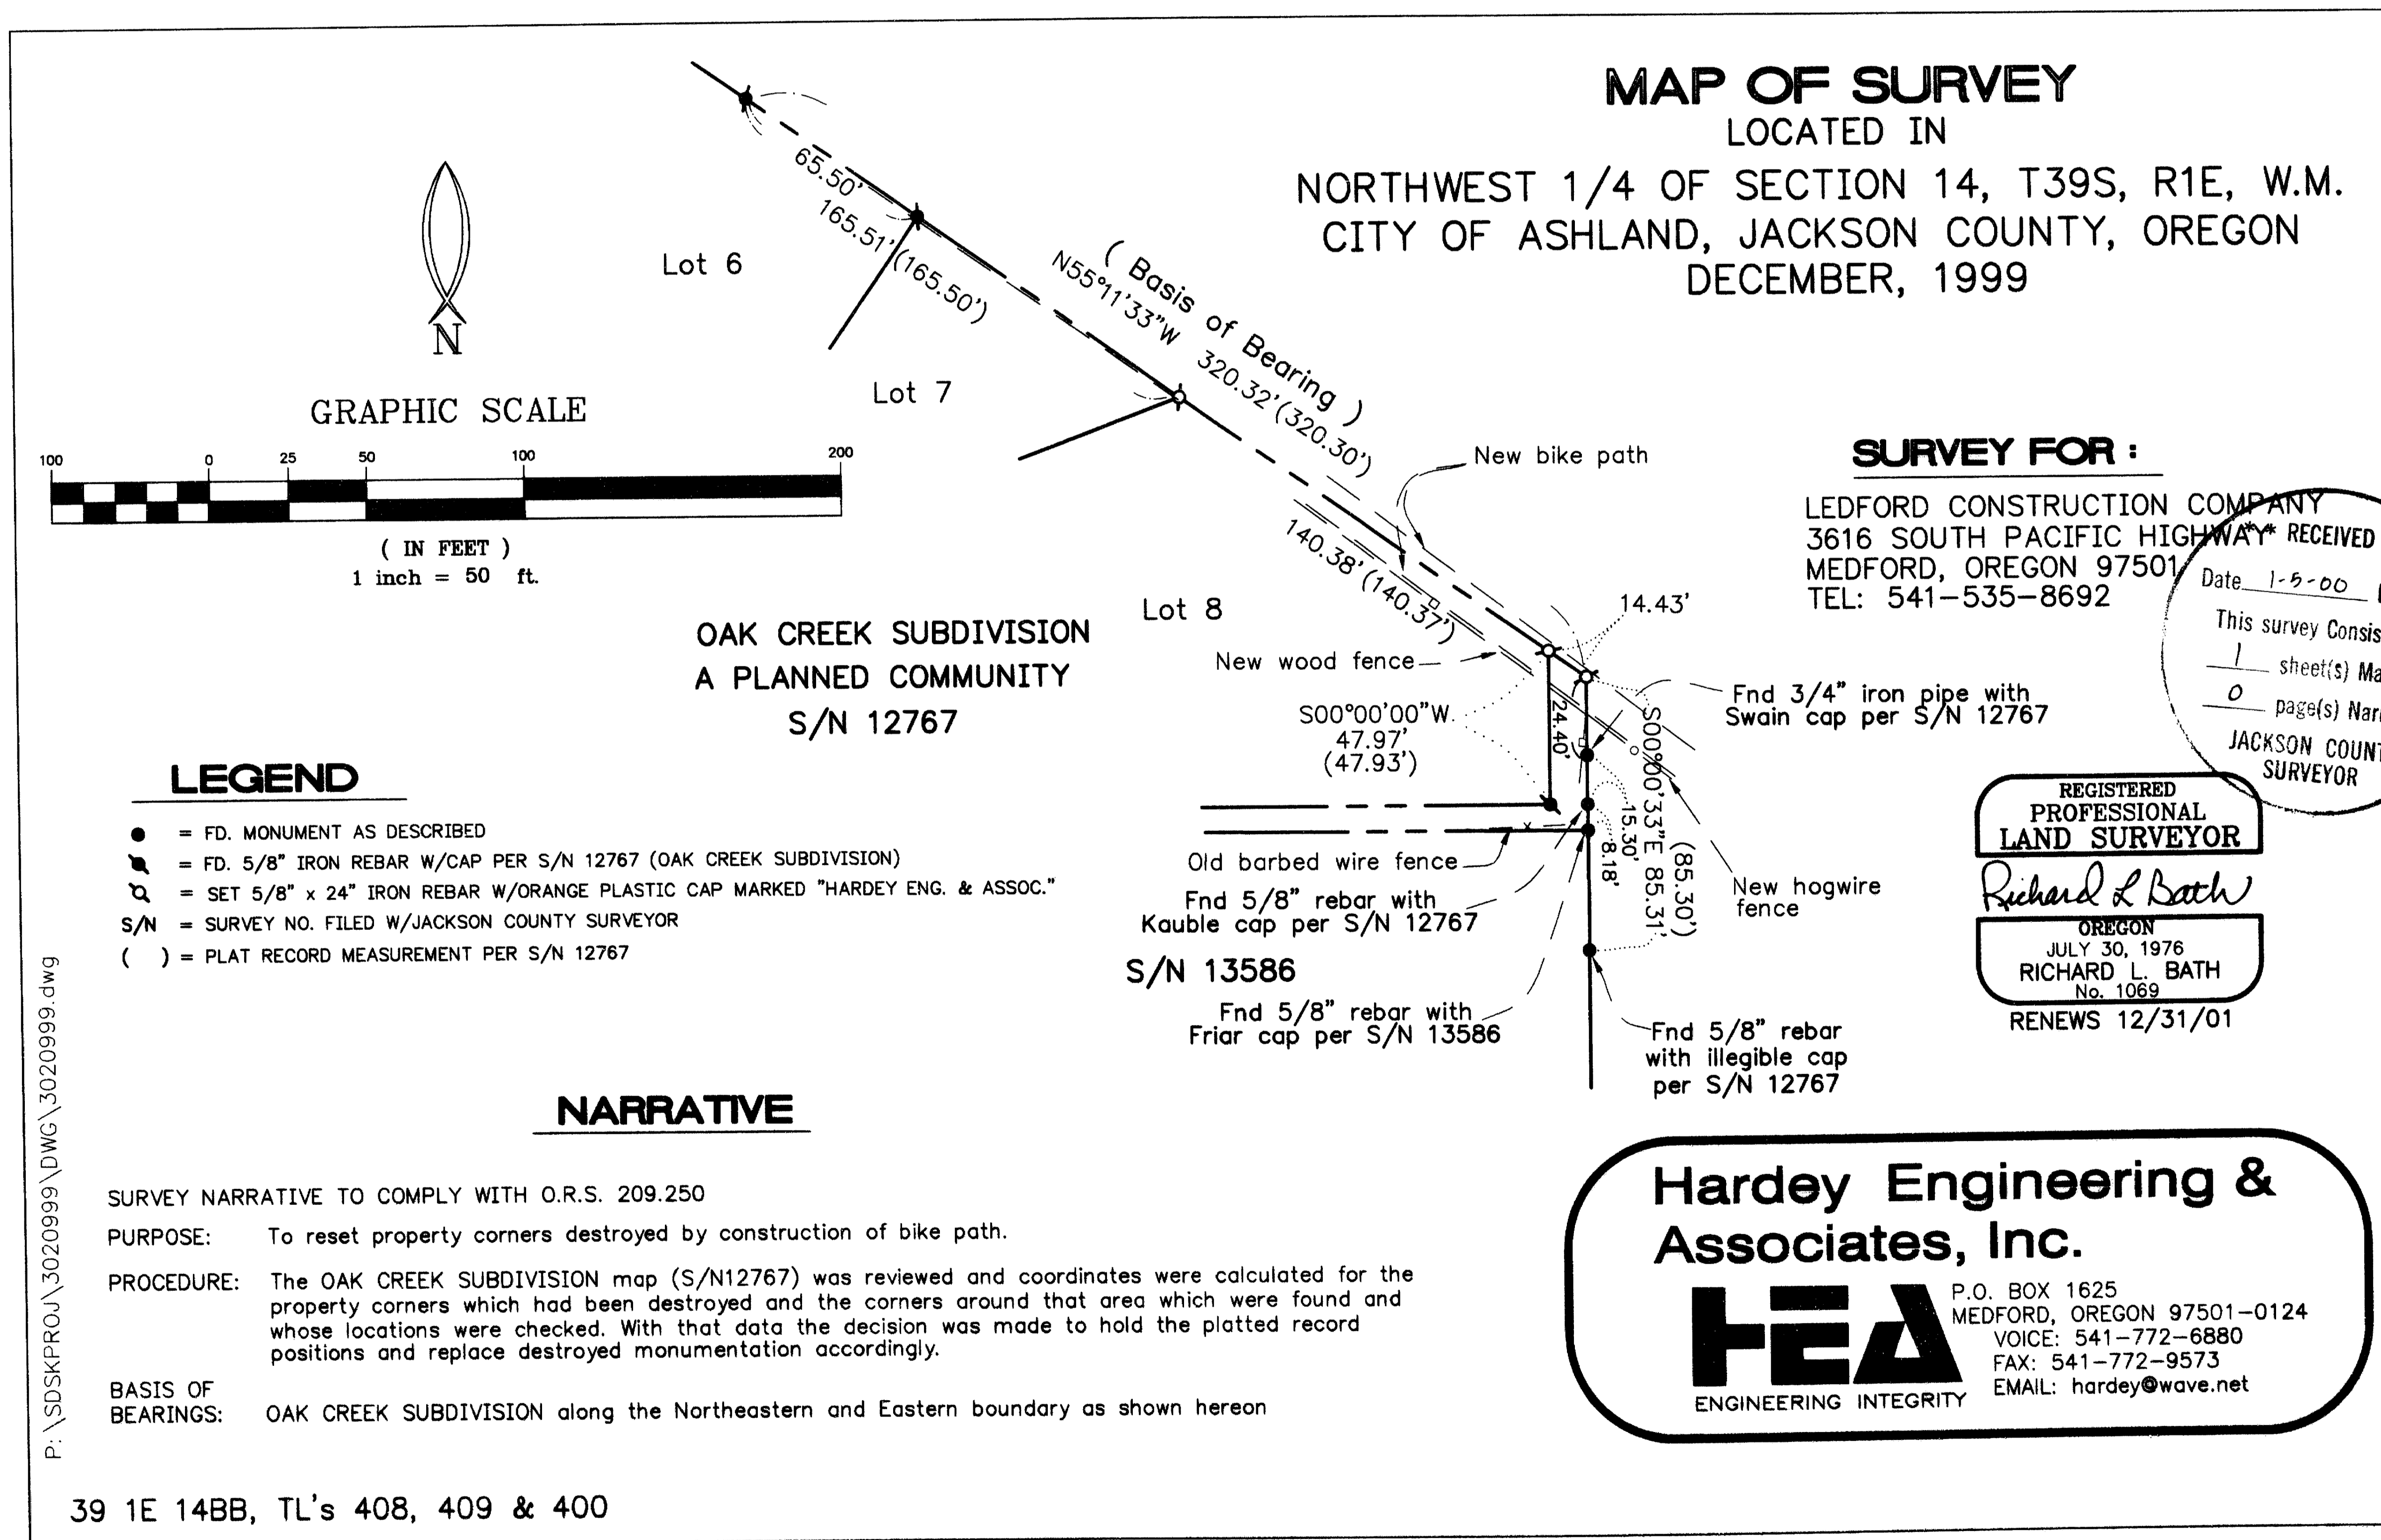 MAP OF SURVEY
LOCATED IN
NORTHWEST 1/4 OF SECTION 14, T39S, R1E, W.M.
CITY OF ASHLAND, JACKSON COUNTY, OREGON
DECEMBER, 1999
65.50'
165.51' (165.50')
( Basis of Bearing )
N55°11'33"W 320.32' (320.30')
Lot 6
Lot 7
N
GRAPHIC SCALE
100 0 25 50 100 200
( IN FEET )
1 inch = 50 ft.
New bike path
140.38' (140.37')
Lot 8
14.43'
New wood fence
S00°00'00"W.
47.97'
(47.93')
24.40'
Fnd 3/4" iron pipe with
Swain cap per S/N 12767
S00°00'33"E 85.31'
(85.30')
15.30'
8.18'
Old barbed wire fence
x
Fnd 5/8" rebar with
Kauble cap per S/N 12767
S/N 13586
Fnd 5/8" rebar with
Friar cap per S/N 13586
New hogwire
fence
Fnd 5/8" rebar
with illegible cap
per S/N 12767
SURVEY FOR :
LEDFORD CONSTRUCTION COMPANY
3616 SOUTH PACIFIC HIGHWAY
MEDFORD, OREGON 97501
TEL: 541-535-8692
** RECEIVED
Date 1-5-00
This survey Consis
1 sheet(s) Ma
0 page(s) Nar
JACKSON COUNT
SURVEYOR
REGISTERED
PROFESSIONAL
LAND SURVEYOR
Richard L Bath
OREGON
JULY 30, 1976
RICHARD L. BATH
No. 1069
RENEWS 12/31/01
OAK CREEK SUBDIVISION
A PLANNED COMMUNITY
S/N 12767
LEGEND
= FD. MONUMENT AS DESCRIBED
= FD. 5/8" IRON REBAR W/CAP PER S/N 12767 (OAK CREEK SUBDIVISION)
= SET 5/8" x 24" IRON REBAR W/ORANGE PLASTIC CAP MARKED "HARDEY ENG. & ASSOC."
S/N = SURVEY NO. FILED W/JACKSON COUNTY SURVEYOR
( ) = PLAT RECORD MEASUREMENT PER S/N 12767
NARRATIVE
SURVEY NARRATIVE TO COMPLY WITH O.R.S. 209.250
PURPOSE: To reset property corners destroyed by construction of bike path.
PROCEDURE: The OAK CREEK SUBDIVISION map (S/N12767) was reviewed and coordinates were calculated for the
property corners which had been destroyed and the corners around that area which were found and
whose locations were checked. With that data the decision was made to hold the platted record
positions and replace destroyed monumentation accordingly.
BASIS OF
BEARINGS: OAK CREEK SUBDIVISION along the Northeastern and Eastern boundary as shown hereon
Hardey Engineering &
Associates, Inc.
HEA
ENGINEERING INTEGRITY
P.O. BOX 1625
MEDFORD, OREGON 97501-0124
VOICE: 541-772-6880
FAX: 541-772-9573
EMAIL: hardey@wave.net
P:\SDSKPROJ\3020999\DWG\3020999.dwg
39 1E 14BB, TL's 408, 409 & 400